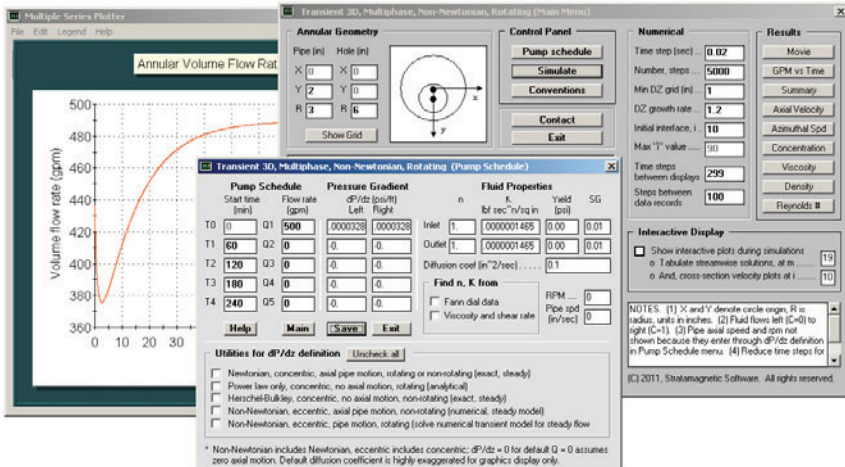 Multiple Series Plotter
File Edit Legend Help
Annular Volume Flow Rat
Volume flow rate (gpm)
500
480
460
440
420
400
380
360
0 10 20 30
Transient 3D, Multiphase, Non-Newtonian, Rotating (Main Menu)
Annular Geometry
Pipe (in) Hole (in)
X 0 X 0
Y 2 Y 0
R 3 R 6
Show Grid
x
y
Control Panel
Pump schedule
Simulate
Conventions
Contact
Exit
Numerical
Time step (sec) .. 0.02
Number, steps .... 5000
Min DZ grid (in) .. 1
DZ growth rate ... 1.2
Initial interface, i .. 10
Max "i" value ..... 90
Time steps
between displays 299
Steps between
data records 100
Results
Movie
GPM vs Time
Summary
Axial Velocity
Azimuthal Spd
Concentration
Viscosity
Density
Reynolds #
Interactive Display
Show interactive plots during simulations
o Tabulate streamwise solutions, at m ....... 19
o And, cross-section velocity plots at i ....... 10
NOTES. (1) X and Y denote circle origin, R is
radius, units in inches. (2) Fluid flows left (C=0) to
right (C=1). (3) Pipe axial speed and rpm not
shown because they enter through dP/dz definition
in Pump Schedule menu. (4) Reduce time steps for
(C) 2011, Stratamagnetic Software. All rights reserved.
Transient 3D, Multiphase, Non-Newtonian, Rotating (Pump Schedule)
Pump Schedule
Start time Flow rate
(min) (gpm)
T0 0 Q1 500
T1 60 Q2 0
T2 120 Q3 0
T3 180 Q4 0
T4 240 Q5 0
Help Main Save Exit
Pressure Gradient
dP/dz (psi/ft)
Left Right
.0000328 .0000328
-0. -0.
-0. -0.
-0. -0.
-0. -0.
Fluid Properties
n K Yield SG
lbf sec^n/sq in (psi)
Inlet 1. .0000001465 0.00 0.01
Outlet 1. .0000001465 0.00 0.01
Diffusion coef (in^2/sec) ...... 0.1
Find n, K from
Fann dial data
Viscosity and shear rate
RPM .... 0
Pipe spd
(in/sec) 0
Utilities for dP/dz definition Uncheck all
Newtonian, concentric, axial pipe motion, rotating or non-rotating (exact, steady)
Power law only, concentric, no axial motion, rotating (analytical)
Herschel-Bulkley, concentric, no axial motion, non-rotating (exact, steady)
Non-Newtonian, eccentric, axial pipe motion, non-rotating (numerical, steady model)
Non-Newtonian, eccentric, pipe motion, rotating (solve numerical transient model for steady flow
* Non-Newtonian includes Newtonian, eccentric includes concentric; dP/dz = 0 for default Q = 0 assumes
zero axial motion. Default diffusion coefficient is highly exaggerated for graphics display only.